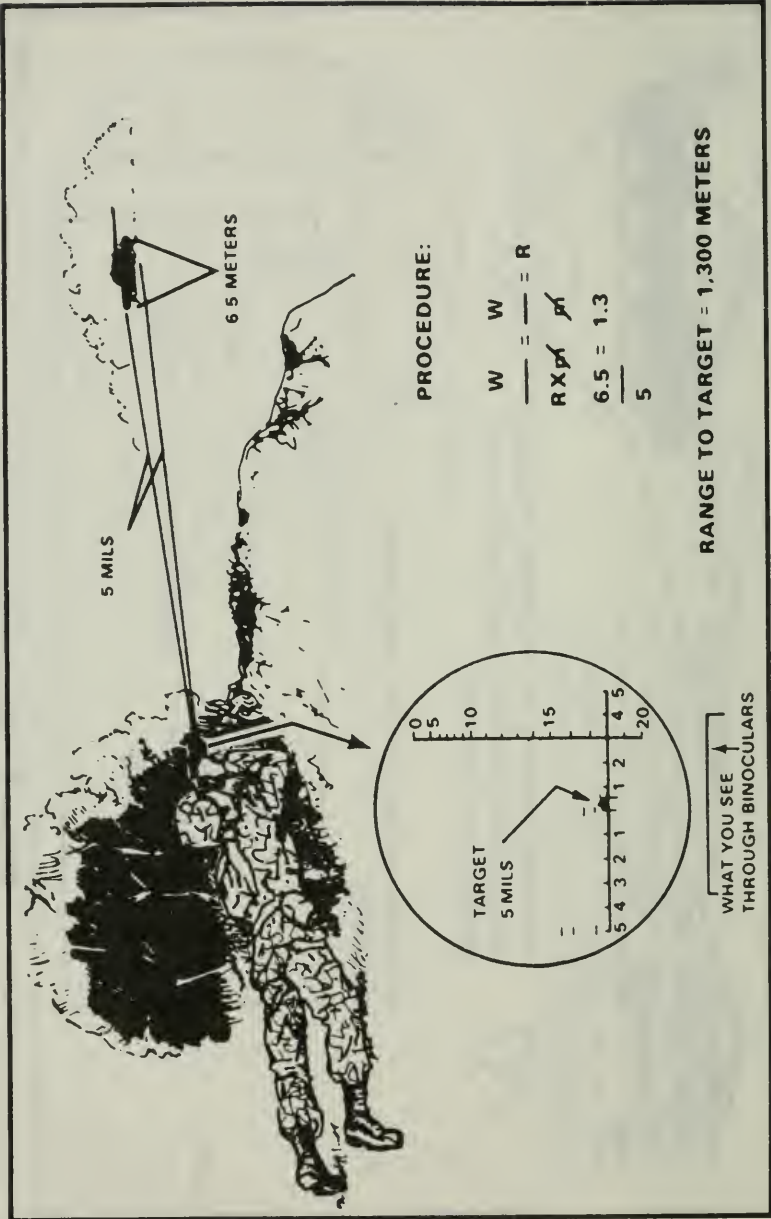 5 MILS
6 5 METERS
PROCEDURE:
W W
— = — = R
R X m m
6.5 = 1.3
—
5
RANGE TO TARGET = 1,300 METERS
TARGET
5 MILS
0
5
10
15
20
5 4 3 2 1 1 2 4 5
WHAT YOU SEE
THROUGH BINOCULARS